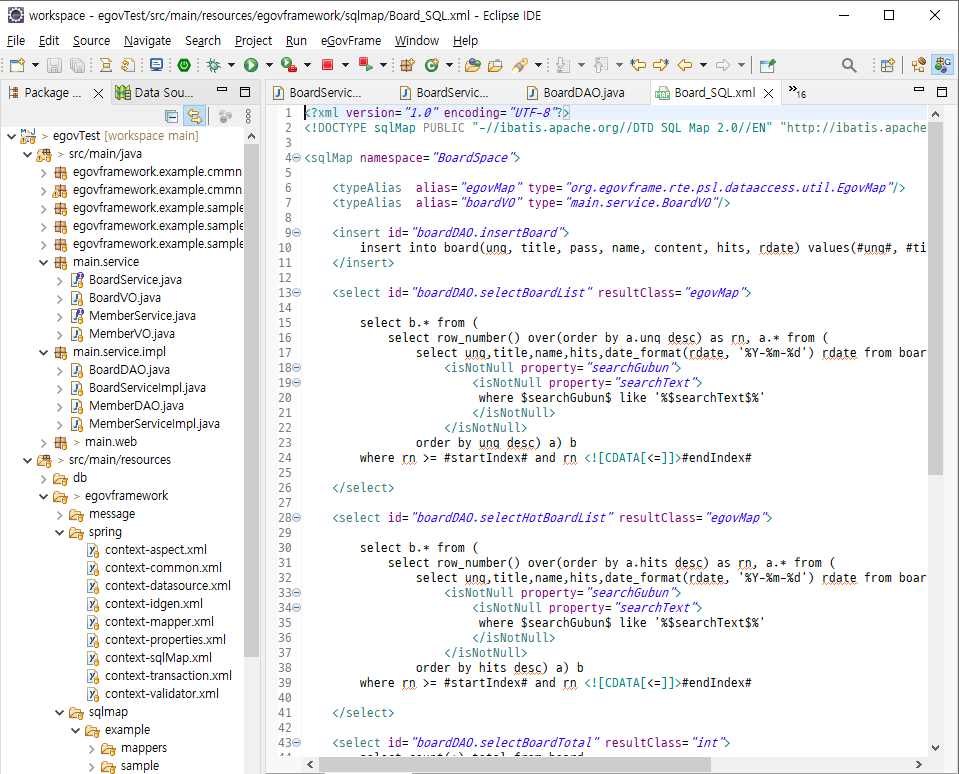 workspace - egovTest/src/main/resources/egovframework/sqlmap/Board_SQL.xml - Eclipse IDE
File Edit Source Navigate Search Project Run eGovFrame Window Help
Package ... Data Sou...
BoardServic... BoardServic... BoardDAO.java Board_SQL.xml 16
egovTest [workspace main]
> src/main/java
egovframework.example.cmmn
egovframework.example.cmmn
egovframework.example.sample
egovframework.example.sample
egovframework.example.sample
main.service
BoardService.java
BoardVO.java
MemberService.java
MemberVO.java
main.service.impl
BoardDAO.java
BoardServiceImpl.java
MemberDAO.java
MemberServiceImpl.java
> main.web
> src/main/resources
db
> egovframework
message
spring
context-aspect.xml
context-common.xml
context-datasource.xml
context-idgen.xml
context-mapper.xml
context-properties.xml
context-sqlMap.xml
context-transaction.xml
context-validator.xml
sqlmap
example
mappers
sample
1 <?xml version="1.0" encoding="UTF-8"?>
2 <!DOCTYPE sqlMap PUBLIC "-//ibatis.apache.org//DTD SQL Map 2.0//EN" "http://ibatis.apache
3
4 <sqlMap namespace="BoardSpace">
5
6 <typeAlias alias="egovMap" type="org.egovframe.rte.psl.dataaccess.util.EgovMap"/>
7 <typeAlias alias="boardVO" type="main.service.BoardVO"/>
8
9 <insert id="boardDAO.insertBoard">
10 insert into board(unq, title, pass, name, content, hits, rdate) values(#unq#, #ti
11 </insert>
12
13 <select id="boardDAO.selectBoardList" resultClass="egovMap">
14
15 select b.* from (
16 select row_number() over(order by a.unq desc) as rn, a.* from (
17 select unq,title,name,hits,date_format(rdate, '%Y-%m-%d') rdate from boar
18 <isNotNull property="searchGubun">
19 <isNotNull property="searchText">
20 where $searchGubun$ like '%$searchText$%'
21 </isNotNull>
22 </isNotNull>
23 order by unq desc) a) b
24 where rn >= #startIndex# and rn <![CDATA[<=]]>#endIndex#
25
26 </select>
27
28 <select id="boardDAO.selectHotBoardList" resultClass="egovMap">
29
30 select b.* from (
31 select row_number() over(order by a.hits desc) as rn, a.* from (
32 select unq,title,name,hits,date_format(rdate, '%Y-%m-%d') rdate from boar
33 <isNotNull property="searchGubun">
34 <isNotNull property="searchText">
35 where $searchGubun$ like '%$searchText$%'
36 </isNotNull>
37 </isNotNull>
38 order by hits desc) a) b
39 where rn >= #startIndex# and rn <![CDATA[<=]]>#endIndex#
40
41 </select>
42
43 <select id="boardDAO.selectBoardTotal" resultClass="int">